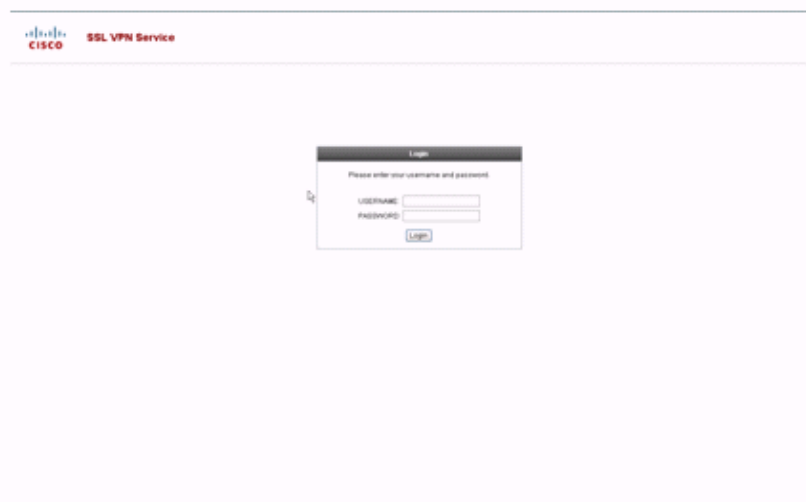 CISCO
SSL VPN Service
Login
Please enter your username and password.
USERNAME:
PASSWORD:
Login